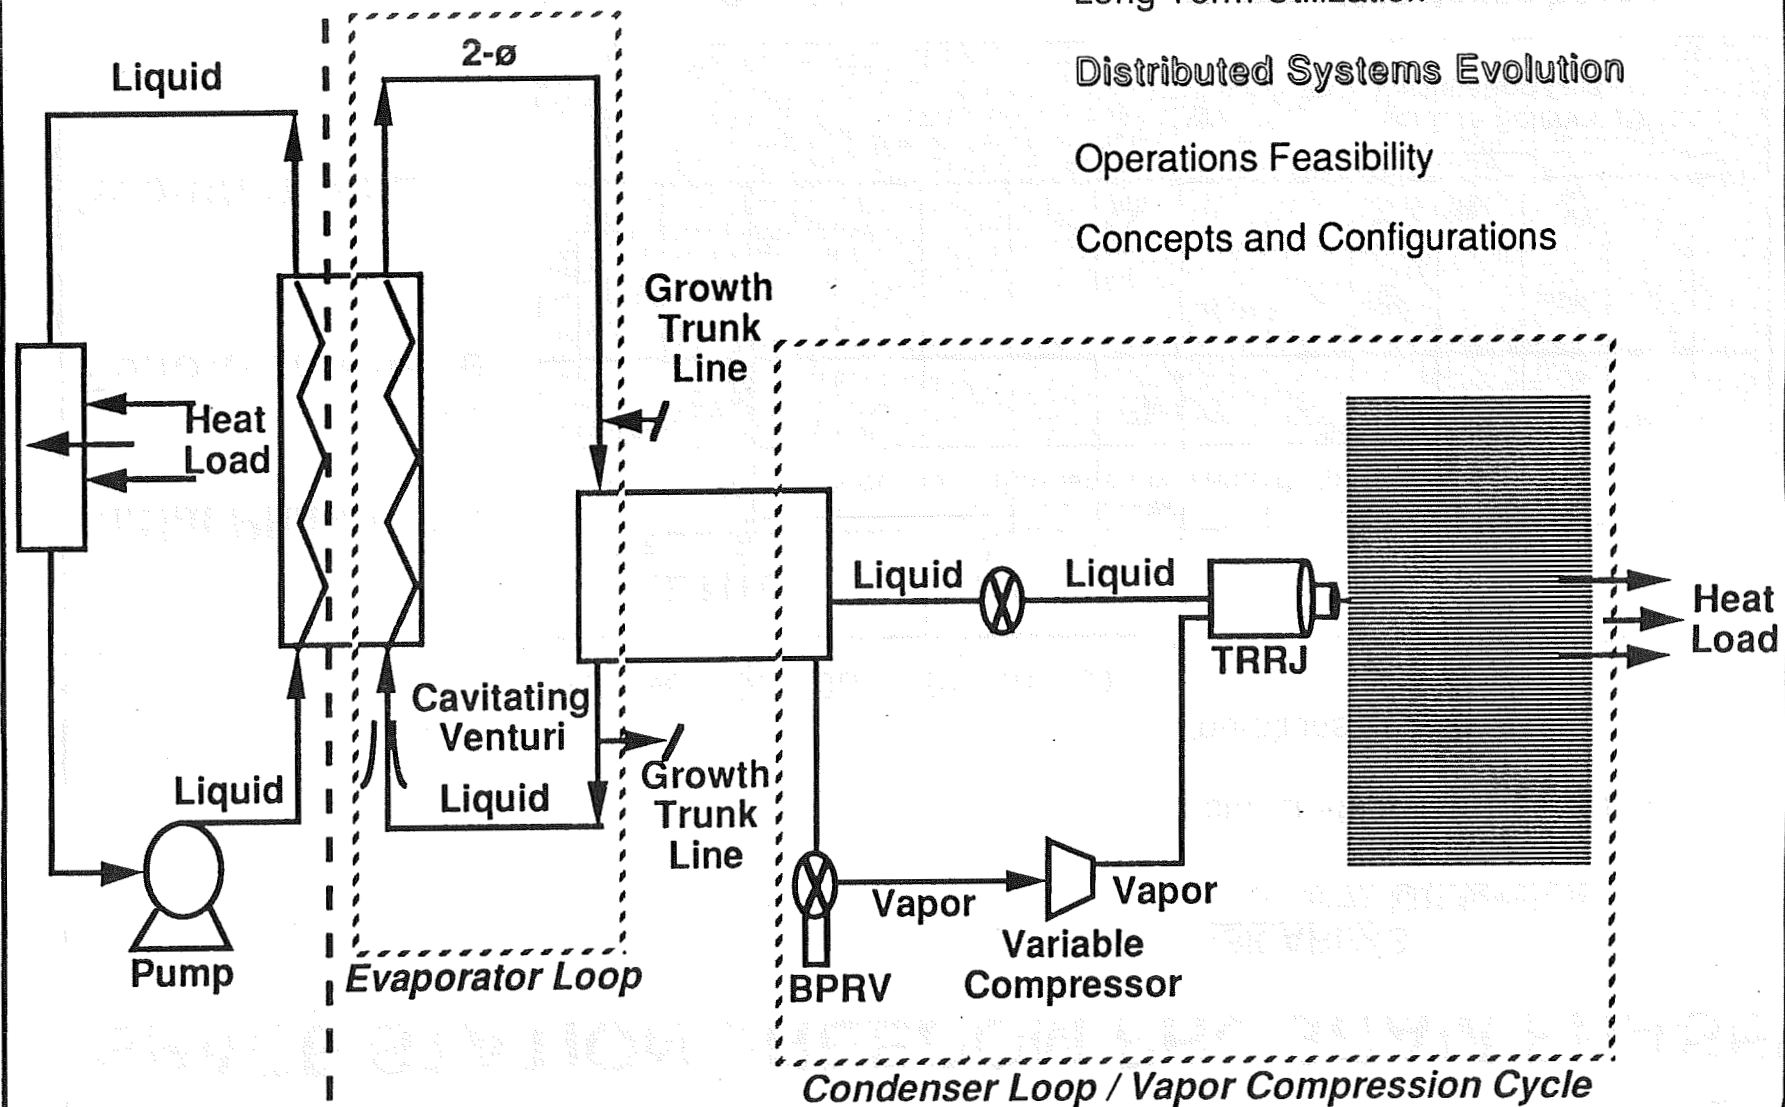 Distributed Systems Evolution
Operations Feasibility
Concepts and Configurations
Liquid
2-ø
Growth
Trunk
Line
Heat
Load
Liquid
Liquid
TRRJ
Heat
Load
Cavitating
Venturi
Liquid
Liquid
Growth
Trunk
Line
Pump
Evaporator Loop
Vapor
Vapor
Variable
Compressor
BPRV
Condenser Loop / Vapor Compression Cycle